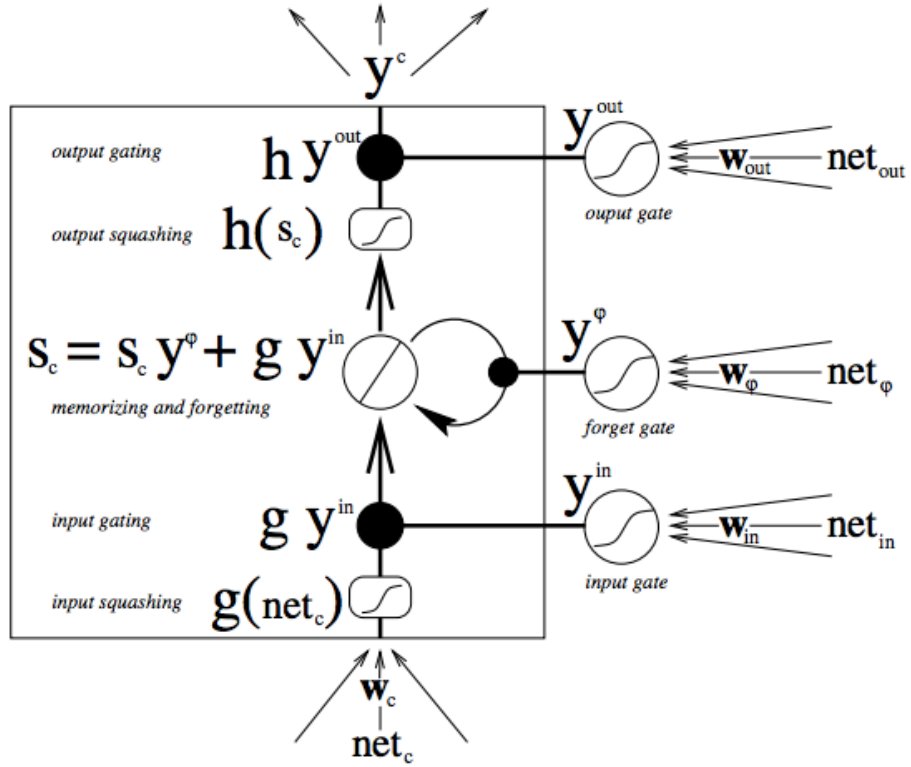 y^c
y^out
output gating
h y^out
w_out
net_out
ouput gate
output squashing
h(s_c)
y^φ
s_c = s_c y^φ + g y^in
w_φ
net_φ
memorizing and forgetting
forget gate
y^in
input gating
g y^in
w_in
net_in
input gate
input squashing
g(net_c)
w_c
net_c